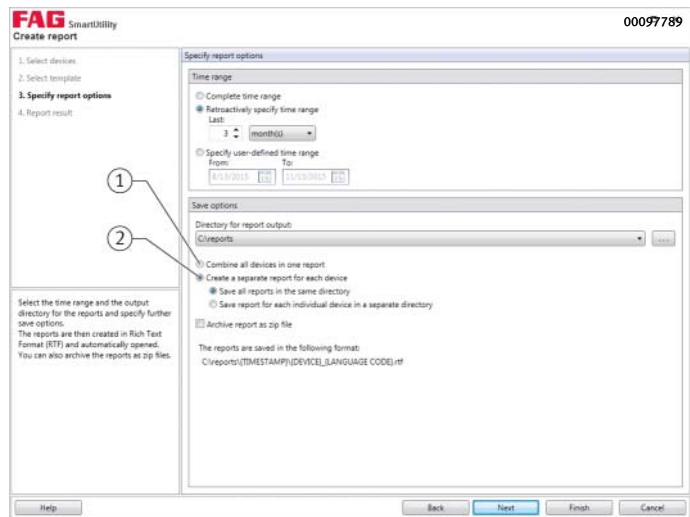 FAG SmartUtility
00097789
Create report
1. Select devices
2. Select template
3. Specify report options
4. Report result
Select the time range and the output
directory for the reports and specify further
save options.
The reports are then created in Rich Text
Format (RTF) and automatically opened.
You can also archive the reports as zip files.
Specify report options
Time range
Complete time range
Retroactively specify time range
Last:
3 month(s)
Specify user-defined time range
From: To:
8/13/2015 11/13/2015
Save options
Directory for report output:
C:\reports ...
1
Combine all devices in one report
2
Create a separate report for each device
Save all reports in the same directory
Save report for each individual device in a separate directory
Archive report as zip file
The reports are saved in the following format:
C:\reports\{TIMESTAMP}\{DEVICE}_{LANGUAGE CODE}.rtf
Help Back Next Finish Cancel